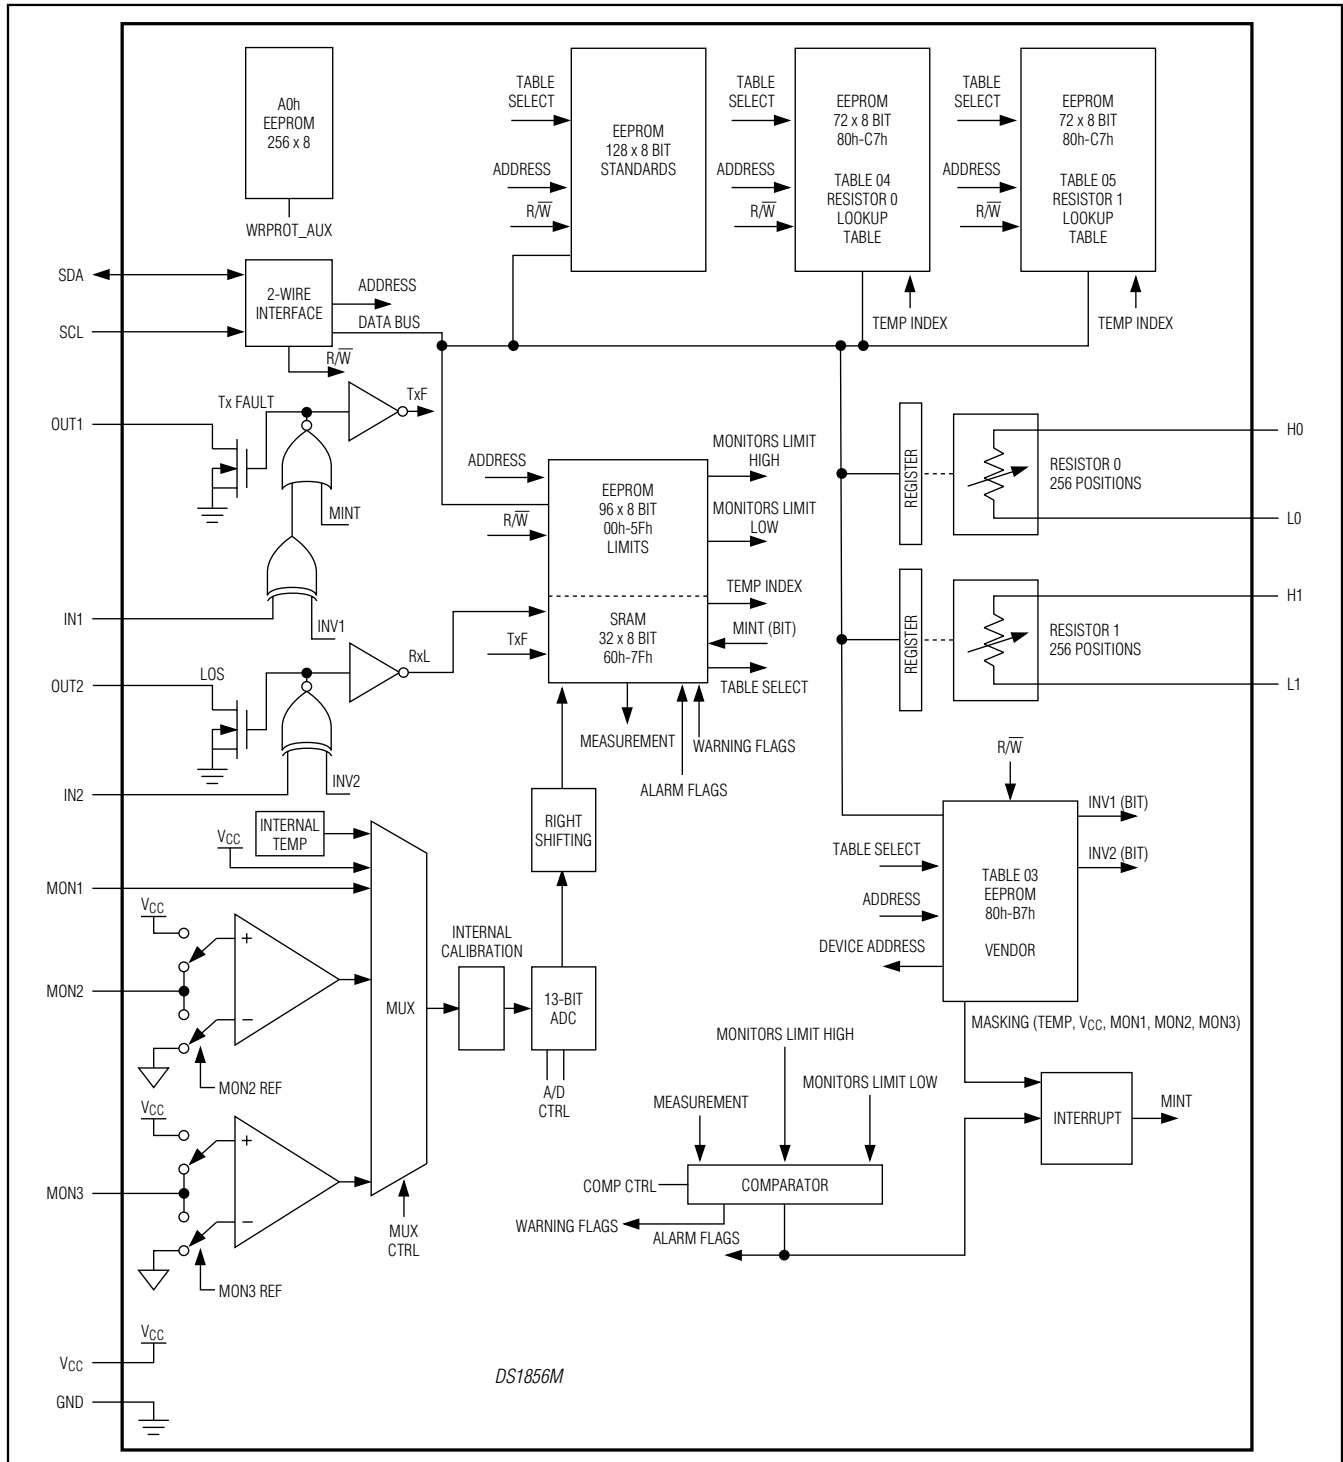 A0h
EEPROM
256 x 8
WRPROT_AUX
TABLE
SELECT
ADDRESS
R/W̅
EEPROM
128 x 8 BIT
STANDARDS
TABLE
SELECT
ADDRESS
R/W̅
EEPROM
72 x 8 BIT
80h-C7h
TABLE 04
RESISTOR 0
LOOKUP
TABLE
TEMP INDEX
TABLE
SELECT
ADDRESS
R/W̅
EEPROM
72 x 8 BIT
80h-C7h
TABLE 05
RESISTOR 1
LOOKUP
TABLE
TEMP INDEX
SDA
SCL
2-WIRE
INTERFACE
ADDRESS
DATA BUS
R/W̅
OUT1
Tx FAULT
TxF
MINT
IN1
INV1
OUT2
LOS
RxL
IN2
INV2
ADDRESS
R/W̅
TxF
EEPROM
96 x 8 BIT
00h-5Fh
LIMITS
SRAM
32 x 8 BIT
60h-7Fh
MONITORS LIMIT
HIGH
MONITORS LIMIT
LOW
TEMP INDEX
MINT (BIT)
TABLE SELECT
MEASUREMENT
WARNING FLAGS
ALARM FLAGS
REGISTER
RESISTOR 0
256 POSITIONS
H0
L0
REGISTER
RESISTOR 1
256 POSITIONS
H1
L1
R/W̅
TABLE SELECT
ADDRESS
DEVICE ADDRESS
TABLE 03
EEPROM
80h-B7h
VENDOR
INV1 (BIT)
INV2 (BIT)
MASKING (TEMP, VCC, MON1, MON2, MON3)
INTERNAL
TEMP
VCC
MON1
VCC
MON2
+
−
MON2 REF
VCC
MON3
+
−
MON3 REF
MUX
MUX
CTRL
INTERNAL
CALIBRATION
13-BIT
ADC
A/D
CTRL
RIGHT
SHIFTING
MONITORS LIMIT HIGH
MONITORS LIMIT LOW
MEASUREMENT
COMP CTRL
COMPARATOR
WARNING FLAGS
ALARM FLAGS
INTERRUPT
MINT
VCC
VCC
GND
DS1856M